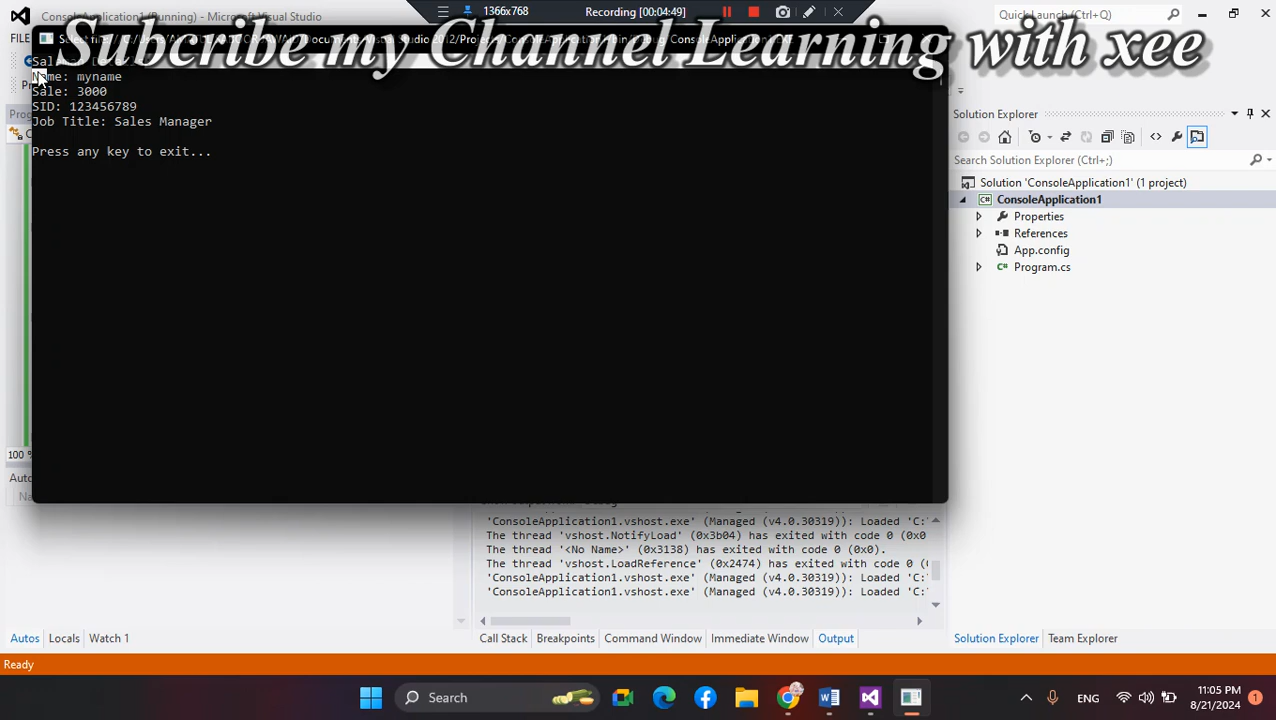 ConsoleApplication1 (Running) - Microsoft Visual Studio
1366x768
Recording [00:04:49]
Quick Launch (Ctrl+Q)
Subcribe my Channel Learning with xee
Name: myname
Sale: 3000
SID: 123456789
Job Title: Sales Manager
Press any key to exit...
Solution Explorer
Search Solution Explorer (Ctrl+;)
Solution 'ConsoleApplication1' (1 project)
ConsoleApplication1
Properties
References
App.config
Program.cs
100 %
'ConsoleApplication1.vshost.exe' (Managed (v4.0.30319)): Loaded 'C:
The thread 'vshost.NotifyLoad' (0x3b04) has exited with code 0 (0x0
The thread '<No Name>' (0x3138) has exited with code 0 (0x0).
The thread 'vshost.LoadReference' (0x2474) has exited with code 0 (
'ConsoleApplication1.vshost.exe' (Managed (v4.0.30319)): Loaded 'C:
'ConsoleApplication1.vshost.exe' (Managed (v4.0.30319)): Loaded 'C:
Autos
Locals
Watch 1
Call Stack
Breakpoints
Command Window
Immediate Window
Output
Solution Explorer
Team Explorer
Ready
Search
ENG
11:05 PM
8/21/2024
1